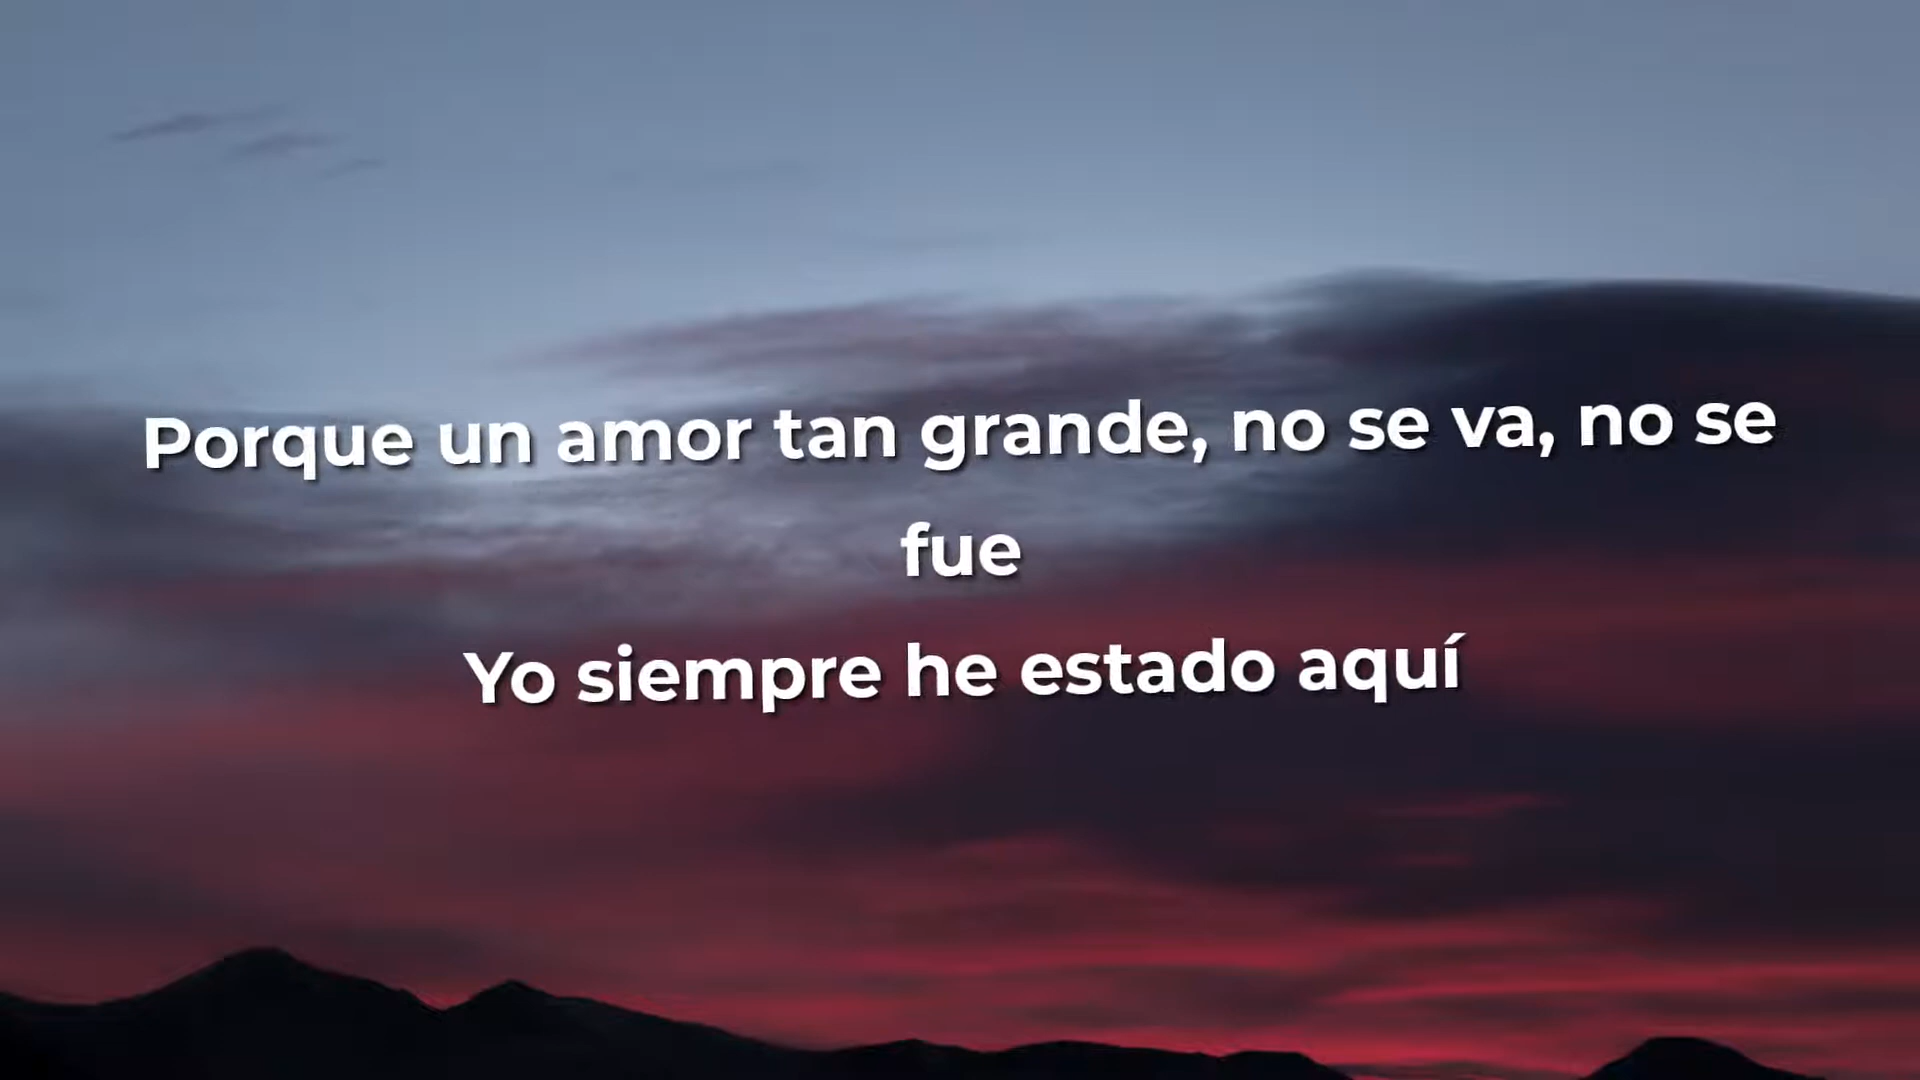 Porque un amor tan grande, no se va, no se
fue
Yo siempre he estado aquí